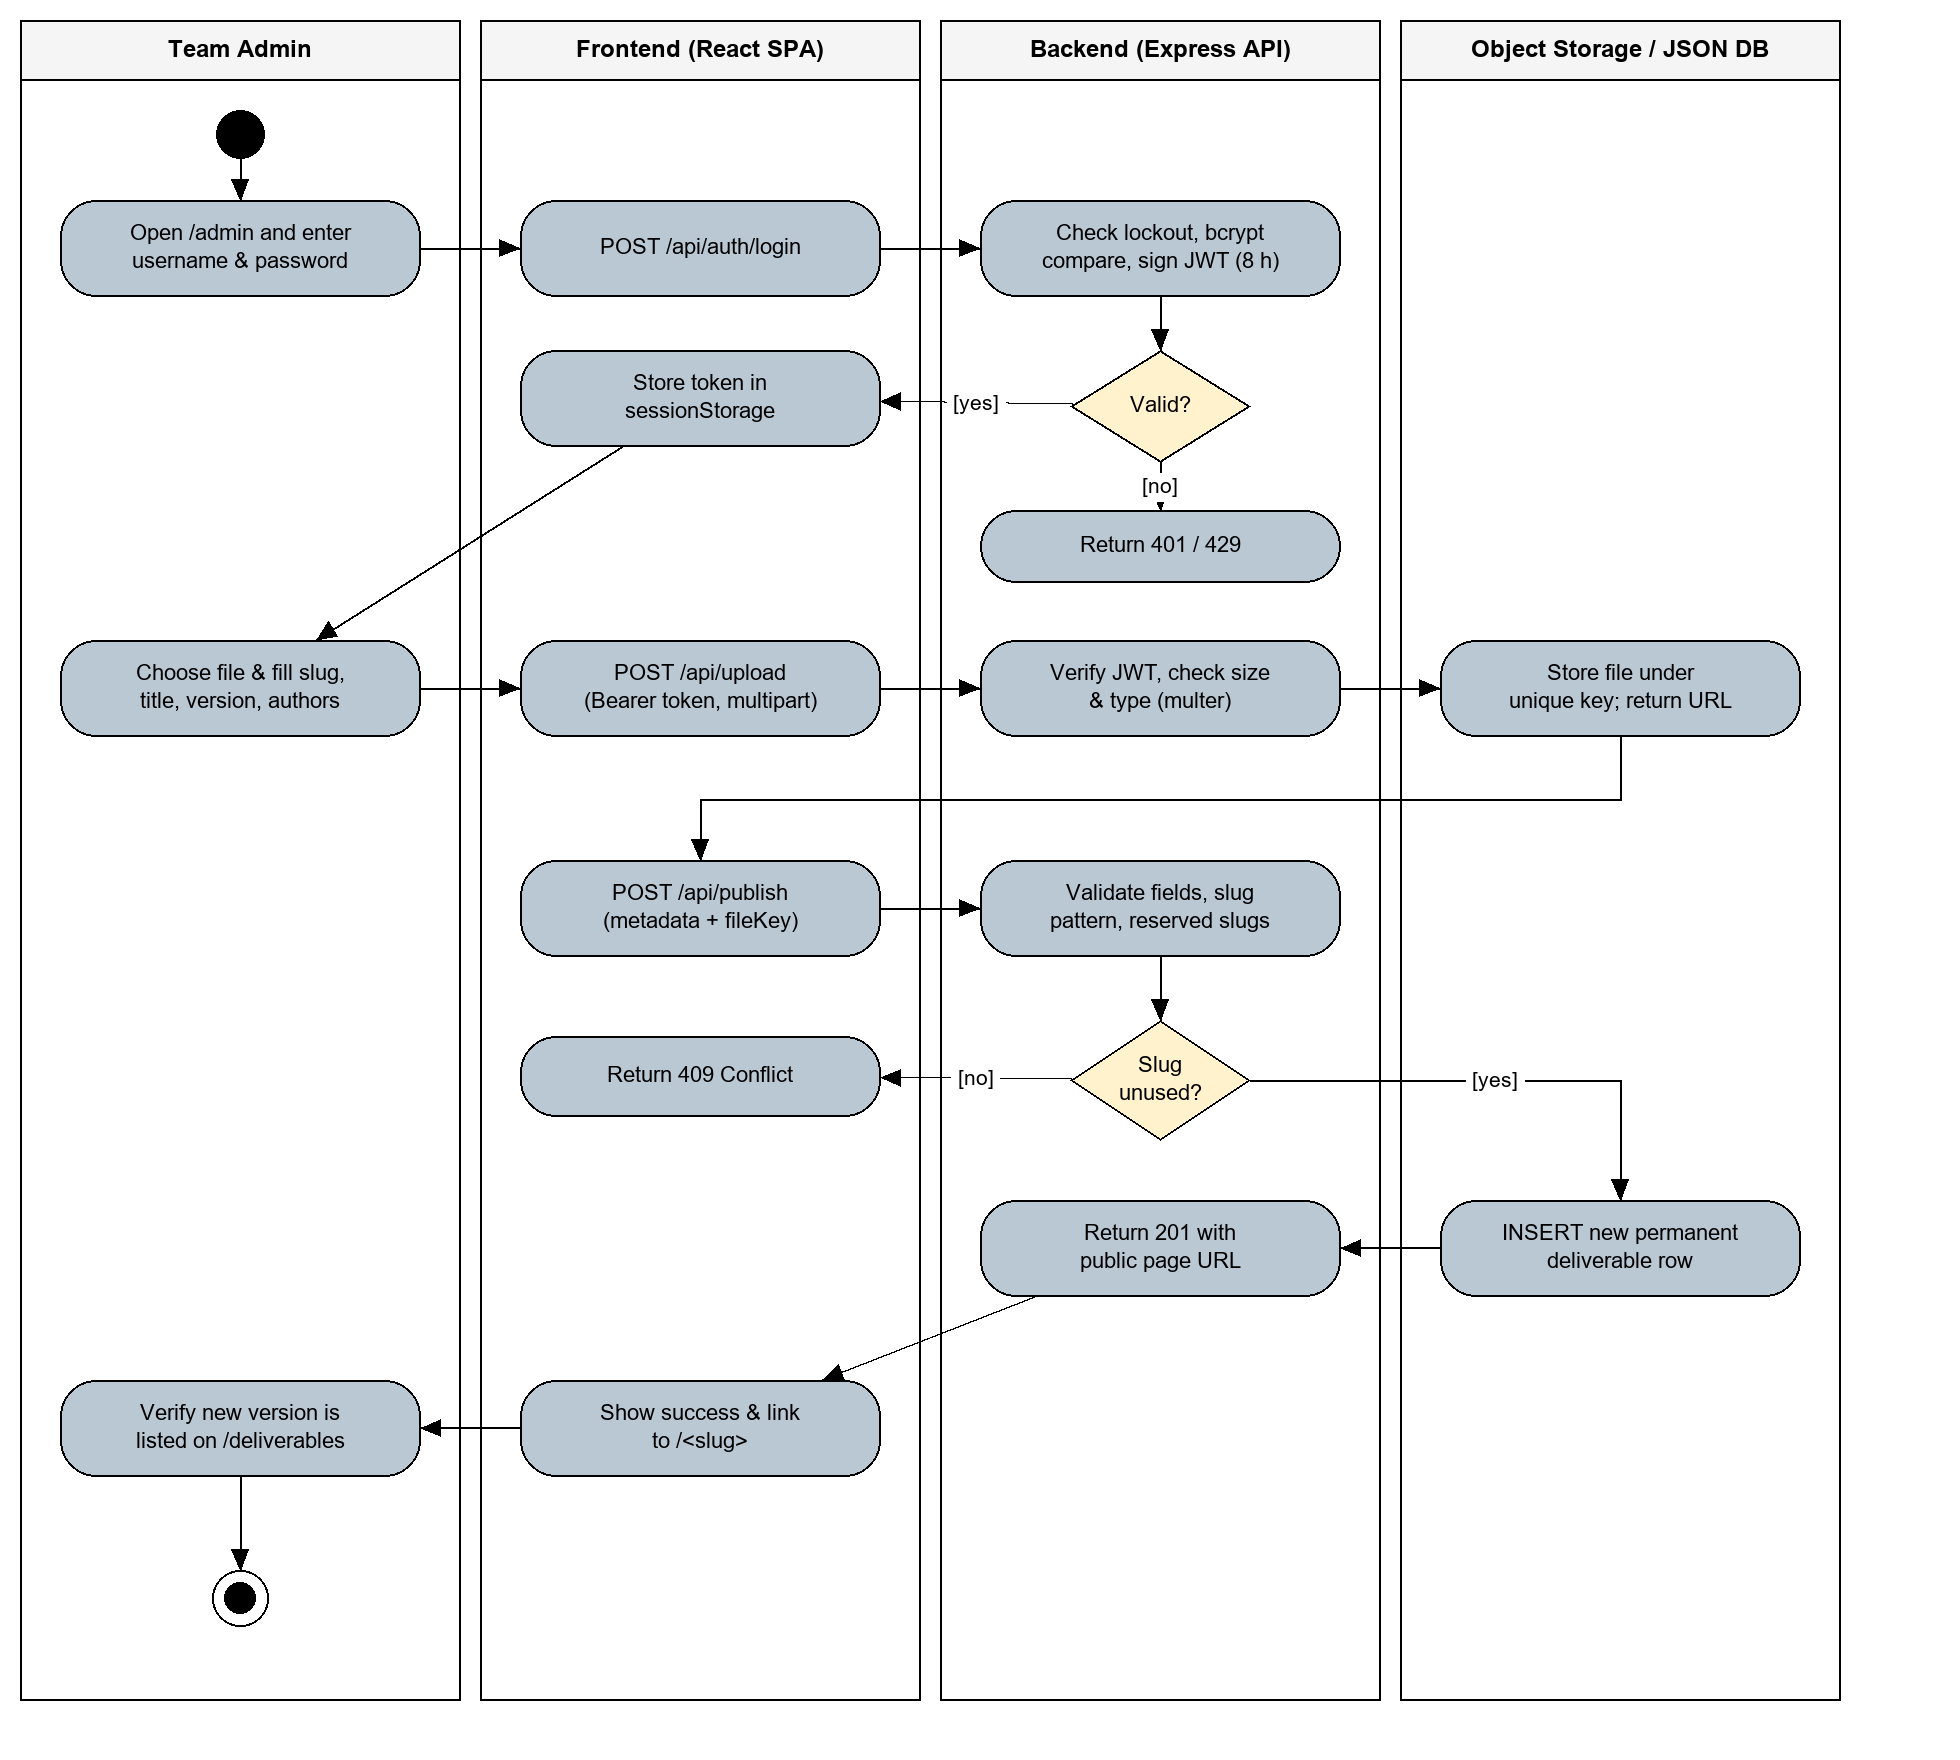 Team Admin
Frontend (React SPA)
Backend (Express API)
Object Storage / JSON DB
Open /admin and enter
username & password
POST /api/auth/login
Check lockout, bcrypt
compare, sign JWT (8 h)
Store token in
sessionStorage
[yes]
Valid?
[no]
Return 401 / 429
Choose file & fill slug,
title, version, authors
POST /api/upload
(Bearer token, multipart)
Verify JWT, check size
& type (multer)
Store file under
unique key; return URL
POST /api/publish
(metadata + fileKey)
Validate fields, slug
pattern, reserved slugs
Return 409 Conflict
[no]
Slug
unused?
[yes]
Return 201 with
public page URL
INSERT new permanent
deliverable row
Verify new version is
listed on /deliverables
Show success & link
to /<slug>